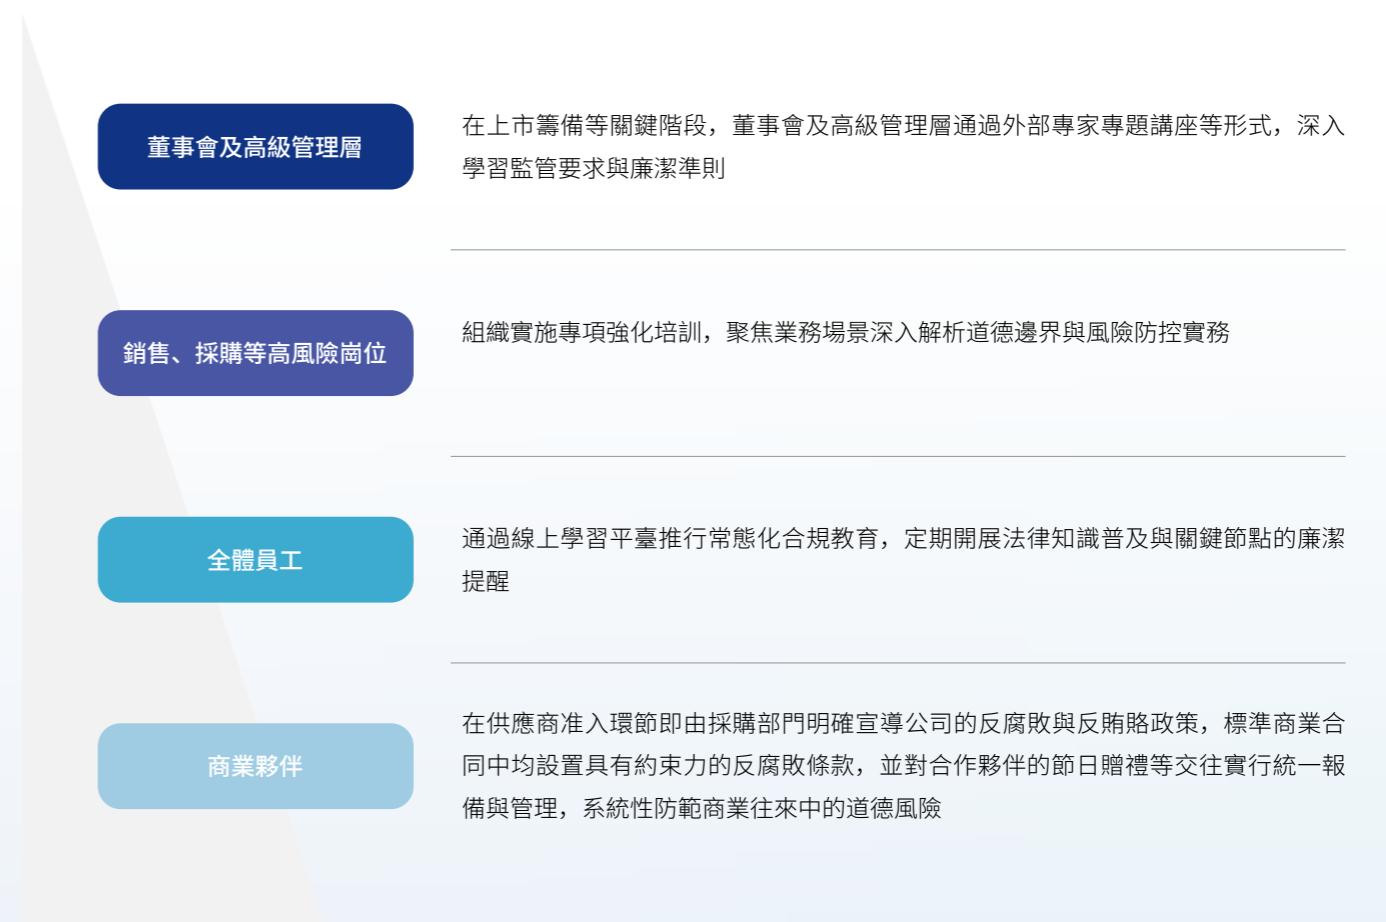 董事會及高級管理層
在上市籌備等關鍵階段，董事會及高級管理層通過外部專家專題講座等形式，深入
學習監管要求與廉潔準則
銷售、採購等高風險崗位
組織實施專項強化培訓，聚焦業務場景深入解析道德邊界與風險防控實務
全體員工
通過線上學習平臺推行常態化合規教育，定期開展法律知識普及與關鍵節點的廉潔
提醒
商業夥伴
在供應商准入環節即由採購部門明確宣導公司的反腐敗與反賄賂政策，標準商業合
同中均設置具有約束力的反腐敗條款，並對合作夥伴的節日贈禮等交往實行統一報
備與管理，系統性防範商業往來中的道德風險